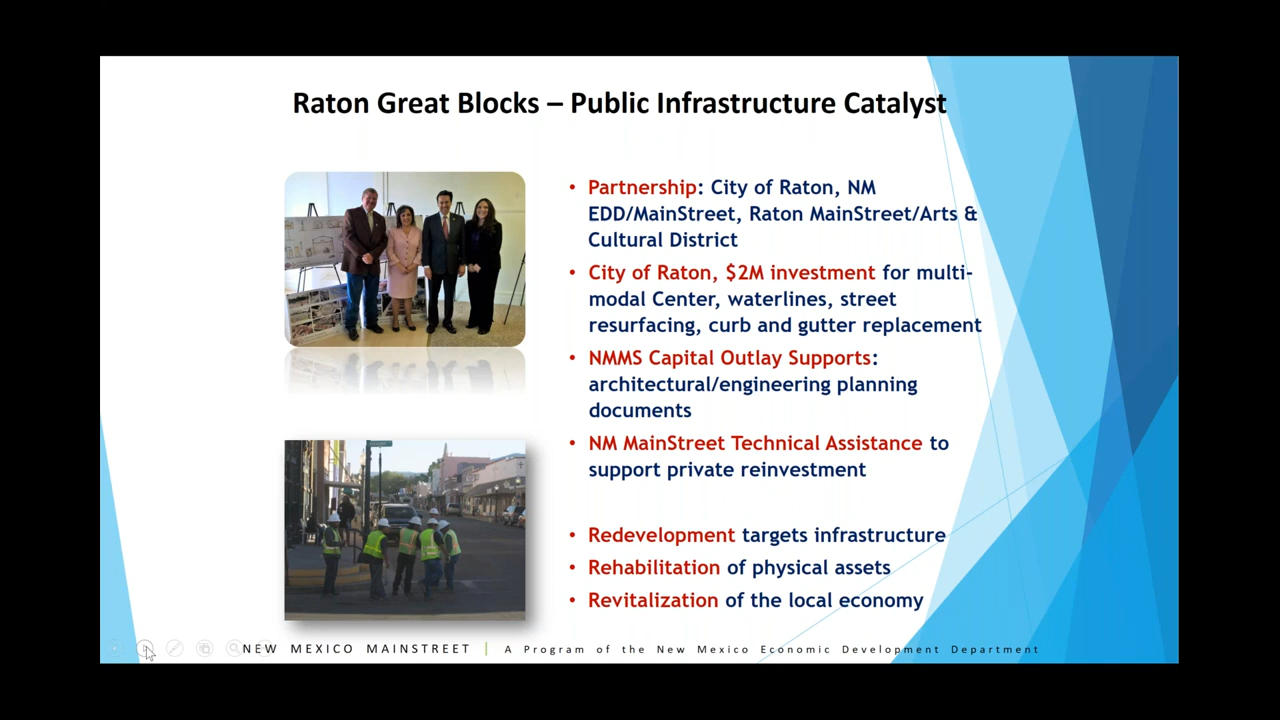 Raton Great Blocks – Public Infrastructure Catalyst
• Partnership: City of Raton, NM
EDD/MainStreet, Raton MainStreet/Arts &
Cultural District
• City of Raton, $2M investment for multi-
modal Center, waterlines, street
resurfacing, curb and gutter replacement
• NMMS Capital Outlay Supports:
architectural/engineering planning
documents
• NM MainStreet Technical Assistance to
support private reinvestment
• Redevelopment targets infrastructure
• Rehabilitation of physical assets
• Revitalization of the local economy
NEW MEXICO MAINSTREET | A Program of the New Mexico Economic Development Department